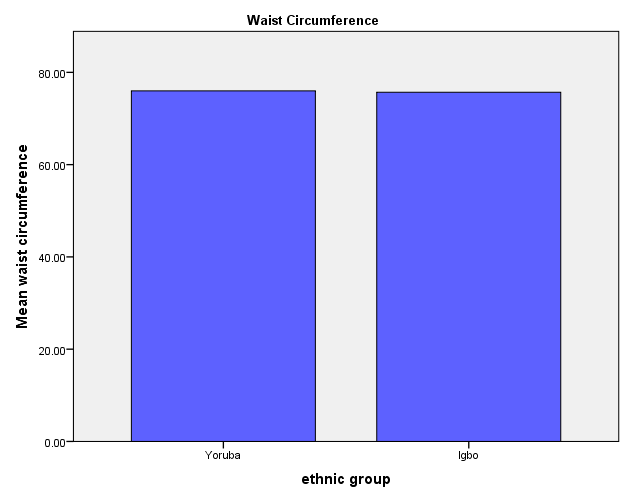 Waist Circumference
80.00
60.00
40.00
20.00
0.00
Mean waist circumference
Yoruba
Igbo
ethnic group